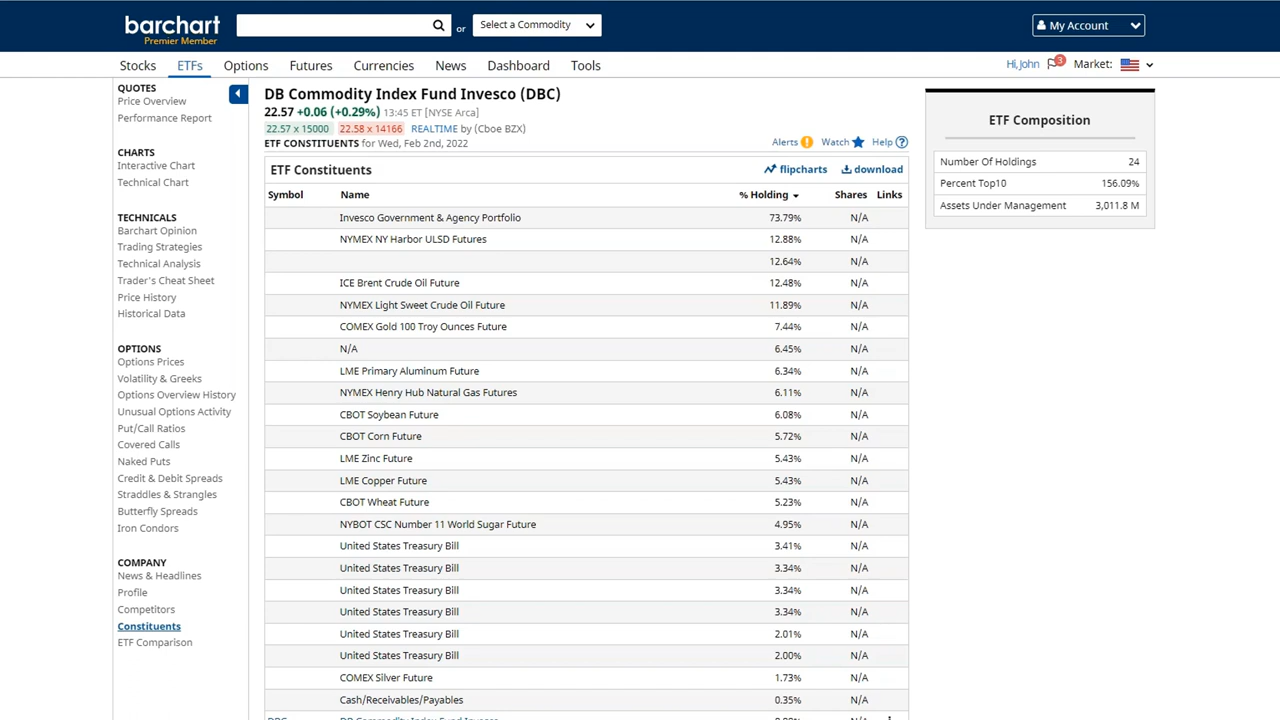 barchart
Premier Member
or
Select a Commodity
My Account
Stocks
ETFs
Options
Futures
Currencies
News
Dashboard
Tools
Hi, John
3
Market:
QUOTES
Price Overview
Performance Report
CHARTS
Interactive Chart
Technical Chart
TECHNICALS
Barchart Opinion
Trading Strategies
Technical Analysis
Trader's Cheat Sheet
Price History
Historical Data
OPTIONS
Options Prices
Volatility & Greeks
Options Overview History
Unusual Options Activity
Put/Call Ratios
Covered Calls
Naked Puts
Credit & Debit Spreads
Straddles & Strangles
Butterfly Spreads
Iron Condors
COMPANY
News & Headlines
Profile
Competitors
Constituents
ETF Comparison
DB Commodity Index Fund Invesco (DBC)
22.57 +0.06 (+0.29%) 13:45 ET [NYSE Arca]
22.57 x 15000 22.58 x 14166 REALTIME by (Cboe BZX)
ETF CONSTITUENTS for Wed, Feb 2nd, 2022
Alerts ! Watch Help ?
ETF Constituents flipcharts download
Symbol Name % Holding Shares Links
Invesco Government & Agency Portfolio 73.79% N/A
NYMEX NY Harbor ULSD Futures 12.88% N/A
12.64% N/A
ICE Brent Crude Oil Future 12.48% N/A
NYMEX Light Sweet Crude Oil Future 11.89% N/A
COMEX Gold 100 Troy Ounces Future 7.44% N/A
N/A 6.45% N/A
LME Primary Aluminum Future 6.34% N/A
NYMEX Henry Hub Natural Gas Futures 6.11% N/A
CBOT Soybean Future 6.08% N/A
CBOT Corn Future 5.72% N/A
LME Zinc Future 5.43% N/A
LME Copper Future 5.43% N/A
CBOT Wheat Future 5.23% N/A
NYBOT CSC Number 11 World Sugar Future 4.95% N/A
United States Treasury Bill 3.41% N/A
United States Treasury Bill 3.34% N/A
United States Treasury Bill 3.34% N/A
United States Treasury Bill 3.34% N/A
United States Treasury Bill 2.01% N/A
United States Treasury Bill 2.00% N/A
COMEX Silver Future 1.73% N/A
Cash/Receivables/Payables 0.35% N/A
DBC DB Commodity Index Fund Invesco N/A
ETF Composition
Number Of Holdings 24
Percent Top10 156.09%
Assets Under Management 3,011.8 M